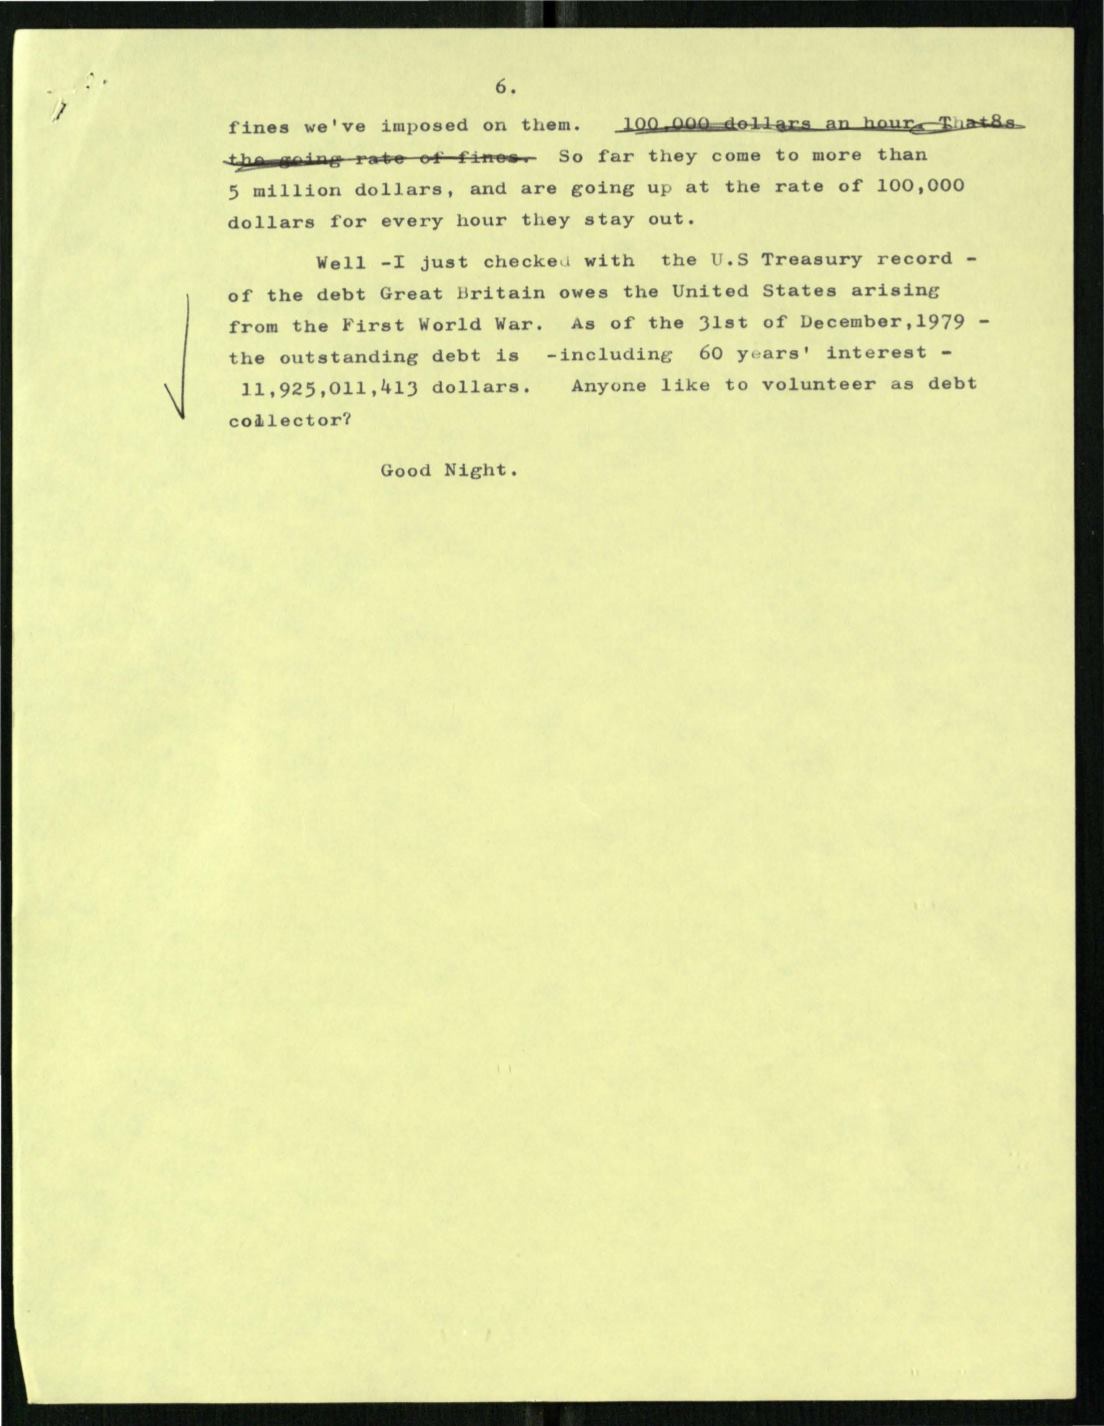 6.
fines we've imposed on them. 100,000 dollars an hour. That8s
the going rate of fines. So far they come to more than
5 million dollars, and are going up at the rate of 100,000
dollars for every hour they stay out.
Well -I just checked with the U.S Treasury record -
of the debt Great Britain owes the United States arising
from the First World War. As of the 31st of December,1979 -
the outstanding debt is -including 60 years' interest -
11,925,011,413 dollars. Anyone like to volunteer as debt
collector?
Good Night.